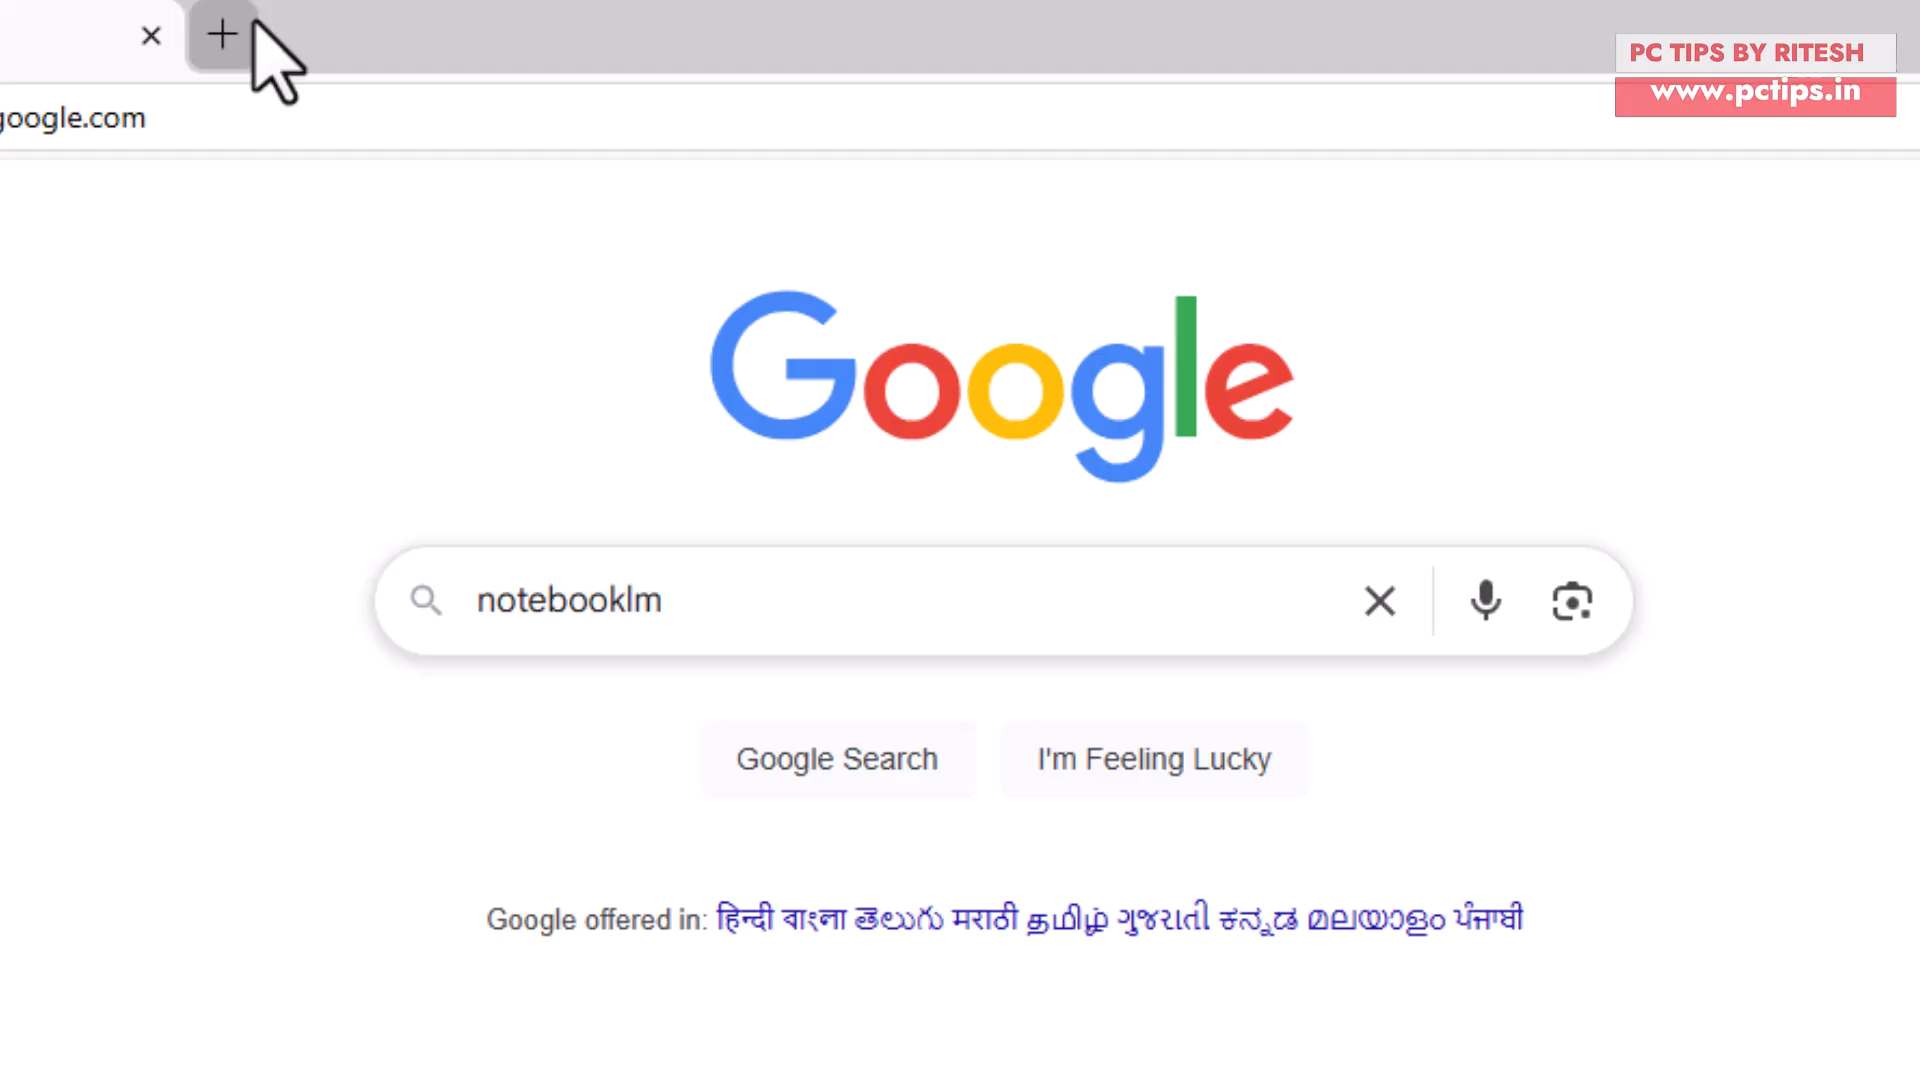 PC TIPS BY RITESH
www.pctips.in
google.com
Google
notebooklm
Google Search
I'm Feeling Lucky
Google offered in: हिन्दी বাংলা తెలుగు मराठी தமிழ் ગુજરાતી ಕನ್ನಡ മലയാളം ਪੰਜਾਬੀ